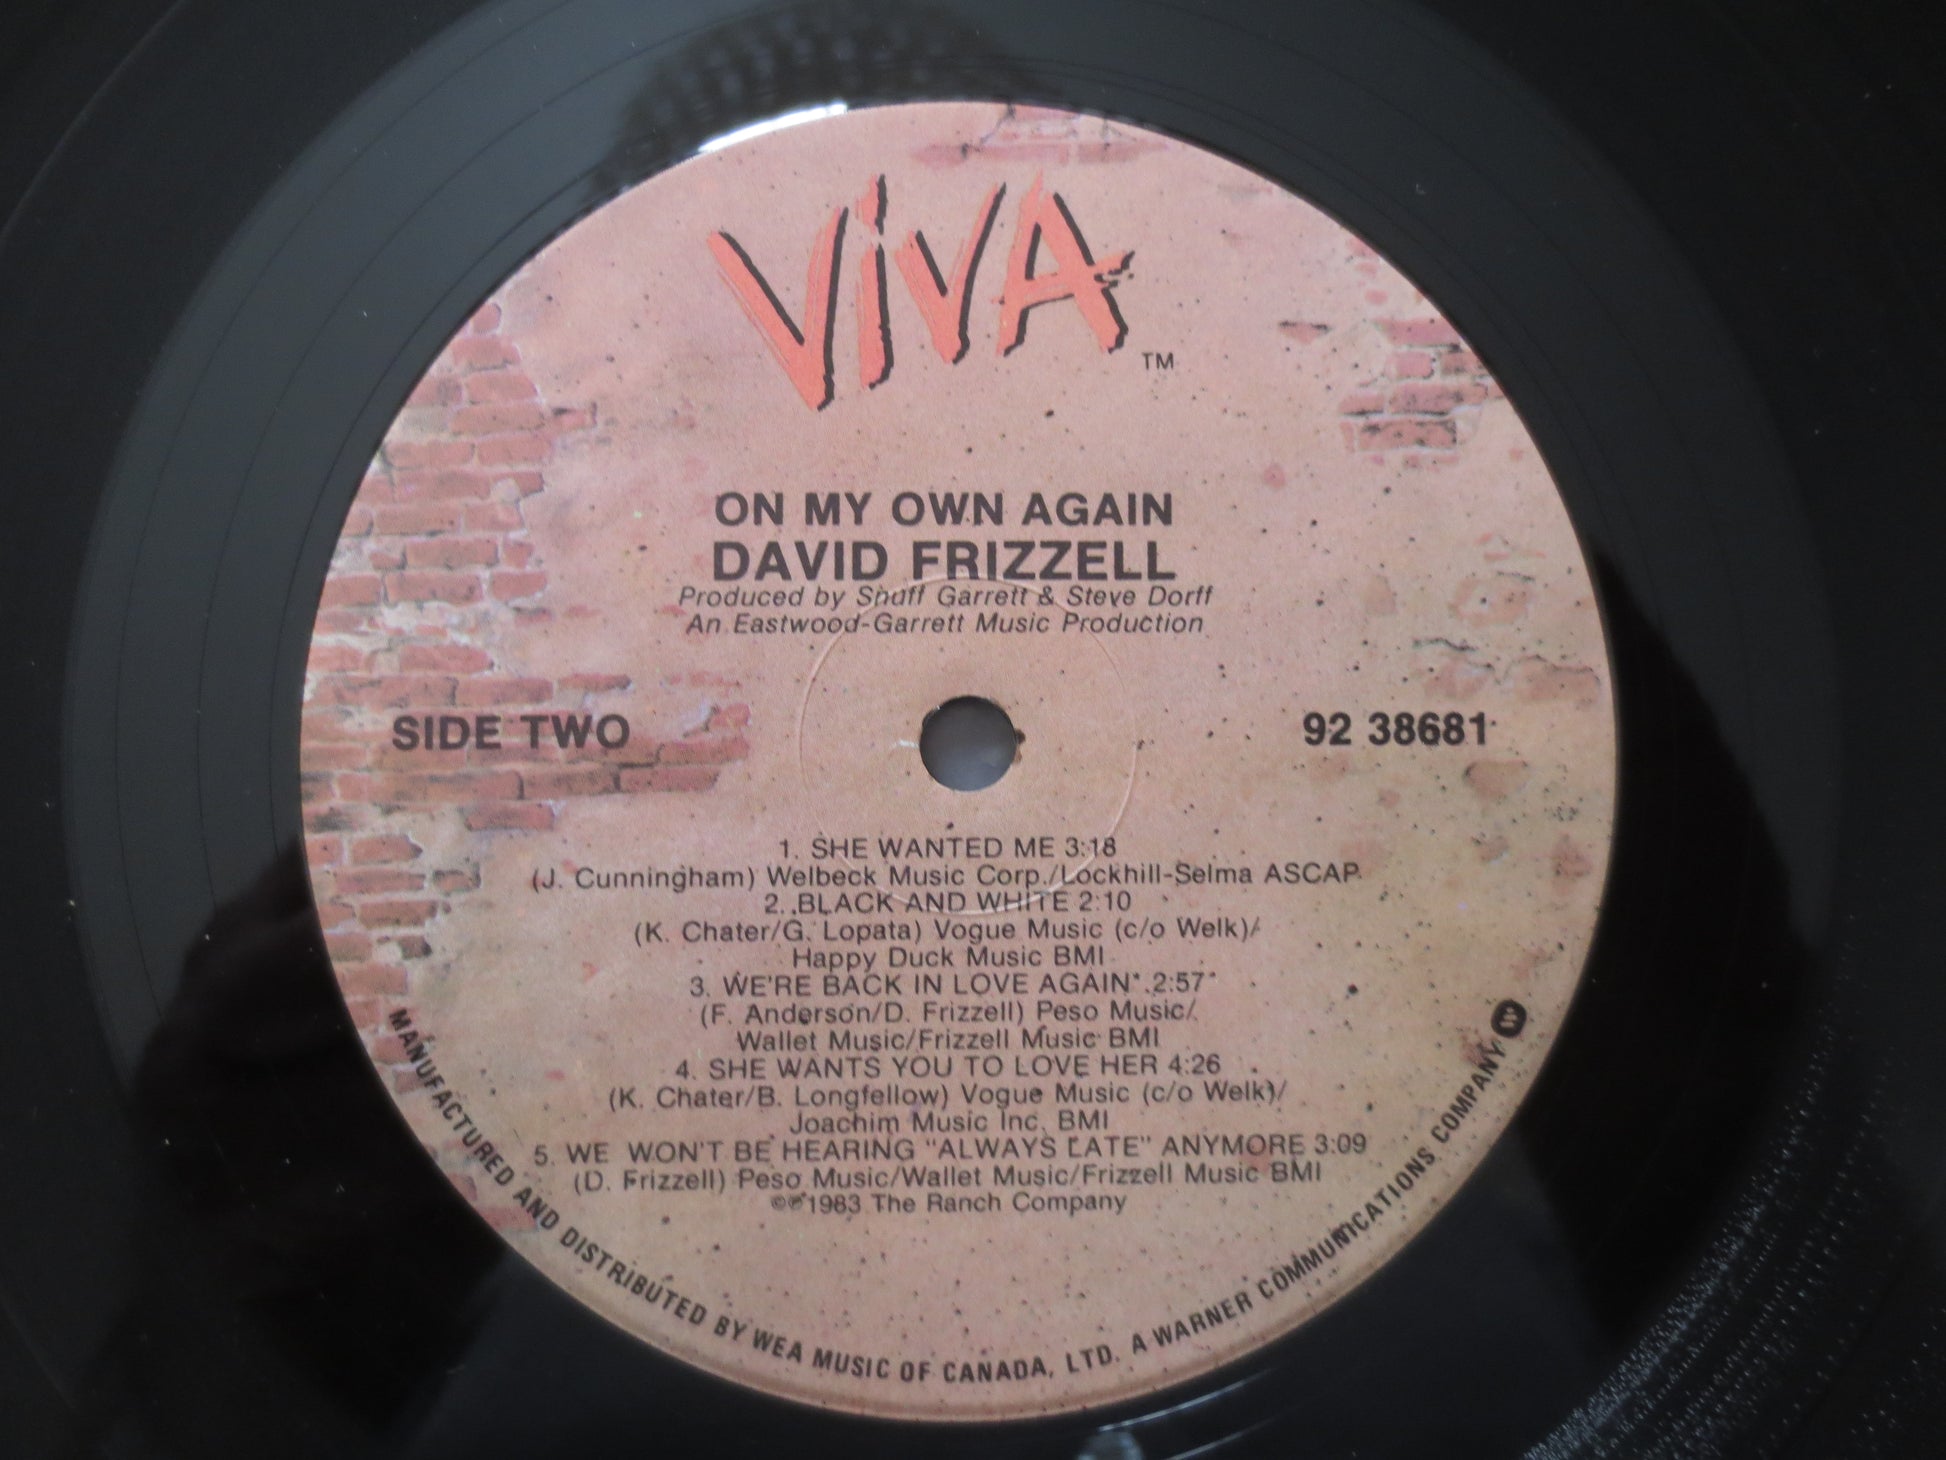 ViVA
TM
ON MY OWN AGAIN
DAVID FRIZZELL
Produced by Snuff Garrett & Steve Dorff
An Eastwood-Garrett Music Production
SIDE TWO
92 38681
1. SHE WANTED ME 3:18
(J. Cunningham) Welbeck Music Corp./Lockhill-Selma ASCAP
2. BLACK AND WHITE 2:10
(K. Chater/G. Lopata) Vogue Music (c/o Welk)/
Happy Duck Music BMI
3. WE'RE BACK IN LOVE AGAIN 2:57
(F. Anderson/D. Frizzell) Peso Music/
Wallet Music/Frizzell Music BMI
4. SHE WANTS YOU TO LOVE HER 4:26
(K. Chater/B. Longfellow) Vogue Music (c/o Welk)/
Joachim Music Inc. BMI
5. WE WON'T BE HEARING "ALWAYS LATE" ANYMORE 3:09
(D. Frizzell) Peso Music/Wallet Music/Frizzell Music BMI
©℗1983 The Ranch Company
MANUFACTURED AND DISTRIBUTED BY WEA MUSIC OF CANADA, LTD. A WARNER COMMUNICATIONS COMPANY